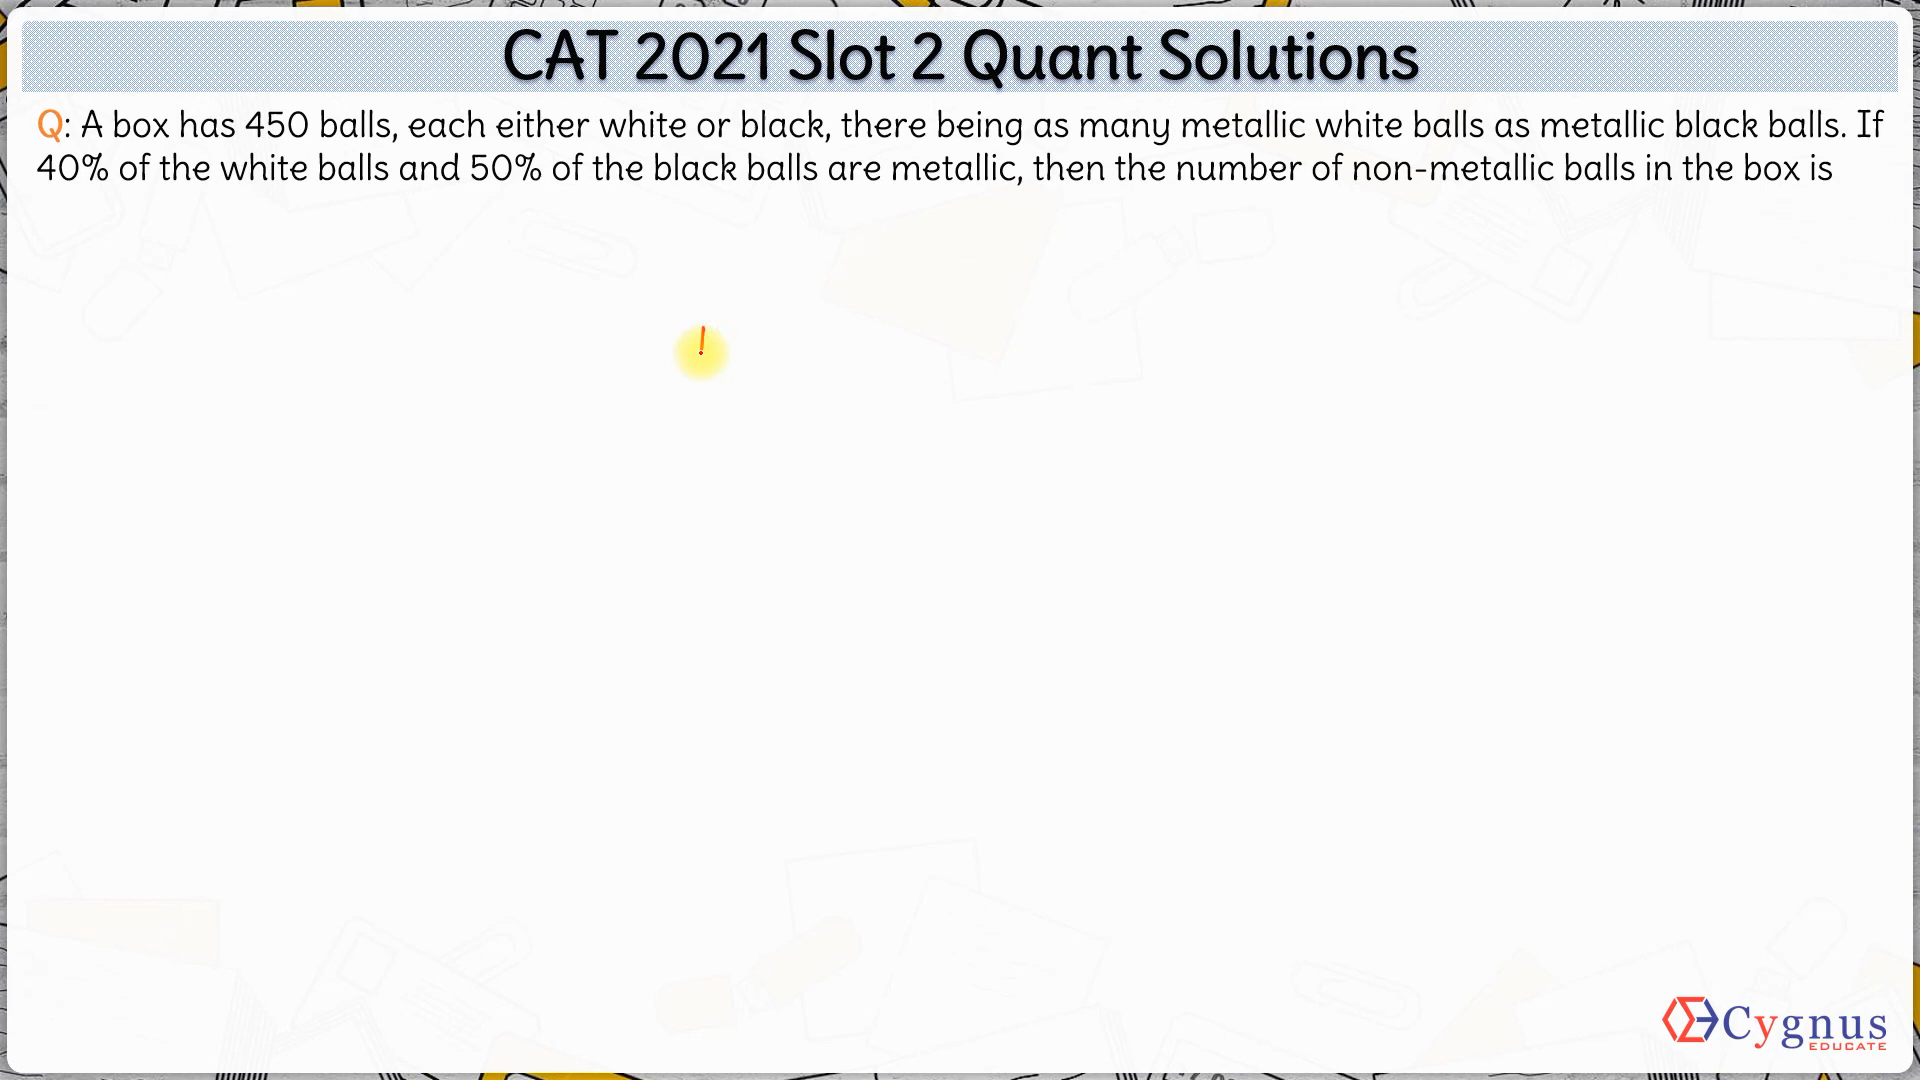 CAT 2021 Slot 2 Quant Solutions
Q: A box has 450 balls, each either white or black, there being as many metallic white balls as metallic black balls. If
40% of the white balls and 50% of the black balls are metallic, then the number of non-metallic balls in the box is
Cygnus
EDUCATE